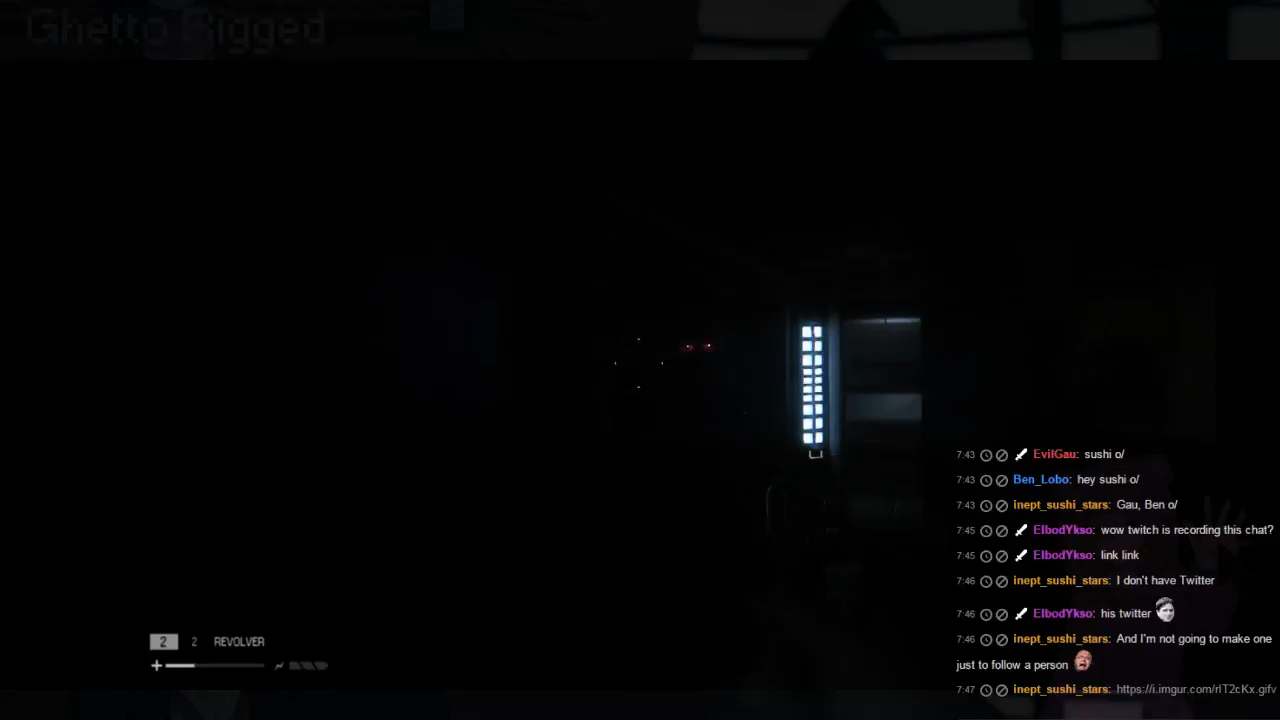 Ghetto Rigged
7:43 EvilGau: sushi o/
7:43 Ben_Lobo: hey sushi o/
7:43 inept_sushi_stars: Gau, Ben o/
7:45 ElbodYkso: wow twitch is recording this chat?
7:45 ElbodYkso: link link
7:46 inept_sushi_stars: I don't have Twitter
7:46 ElbodYkso: his twitter
7:46 inept_sushi_stars: And I'm not going to make one
just to follow a person
7:47 inept_sushi_stars: https://i.imgur.com/rIT2cKx.gifv
2 2 REVOLVER